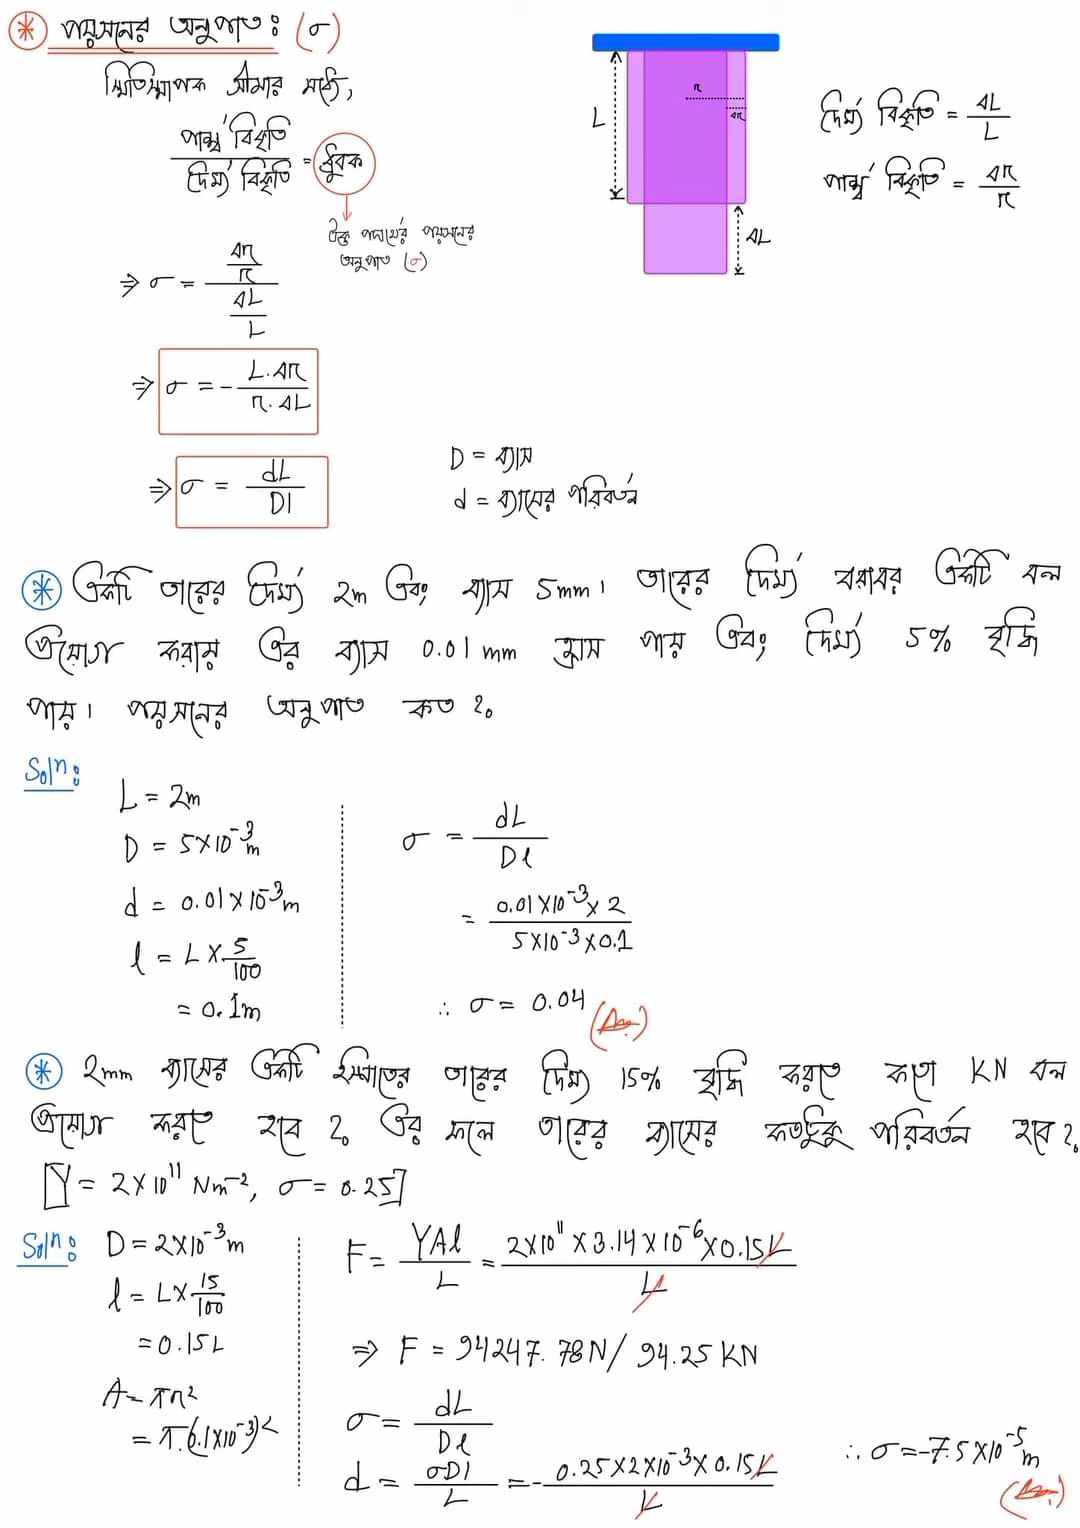 * পয়সনের অনুপাত: (σ)
স্থিতিস্থাপক সীমার মধ্যে,
পার্শ্ব বিকৃতি / দৈর্ঘ্য বিকৃতি = ধ্রুবক
উক্ত পদার্থের পয়সনের
অনুপাত (σ)
L
r
Δr
ΔL
দৈর্ঘ্য বিকৃতি = ΔL/L
পার্শ্ব বিকৃতি = Δr/r
⇒ σ = (Δr/r)/(ΔL/L)
⇒ σ = - L.Δr / r.ΔL
⇒ σ = dL/Dl
D = ব্যাস
d = ব্যাসের পরিবর্তন
* একটি তারের দৈর্ঘ্য 2m এবং ব্যাস 5mm। তারের দৈর্ঘ্য বরাবর একটি বল
প্রয়োগ করায় এর ব্যাস 0.01 mm হ্রাস পায় এবং দৈর্ঘ্য 5% বৃদ্ধি
পায়। পয়সনের অনুপাত কত?
Solⁿ:
L = 2m
D = 5×10⁻³m
d = 0.01×10⁻³m
l = L × 5/100
= 0.1m
σ = dL/Dl
= 0.01×10⁻³×2 / 5×10⁻³×0.1
∴ σ = 0.04 (Ans.)
* 2mm ব্যাসের একটি ইস্পাতের তারের দৈর্ঘ্য 15% বৃদ্ধি করতে কতো KN বল
প্রয়োগ করতে হবে? এর ফলে তারের ব্যাসের কতটুকু পরিবর্তন হবে?
[Y = 2×10¹¹ Nm⁻², σ = 0.25]
Solⁿ:
D = 2×10⁻³m
l = L × 15/100
= 0.15L
A = πr²
= π.(0.1×10⁻³)²
F = YAl/L = 2×10¹¹ × 3.14×10⁻⁶×0.15L / L
⇒ F = 94247.78N/ 94.25 KN
σ = dL/Dl
d = σDl/L = - 0.25×2×10⁻³×0.15L / L
∴ σ = -7.5×10⁻⁵m
(Ans.)